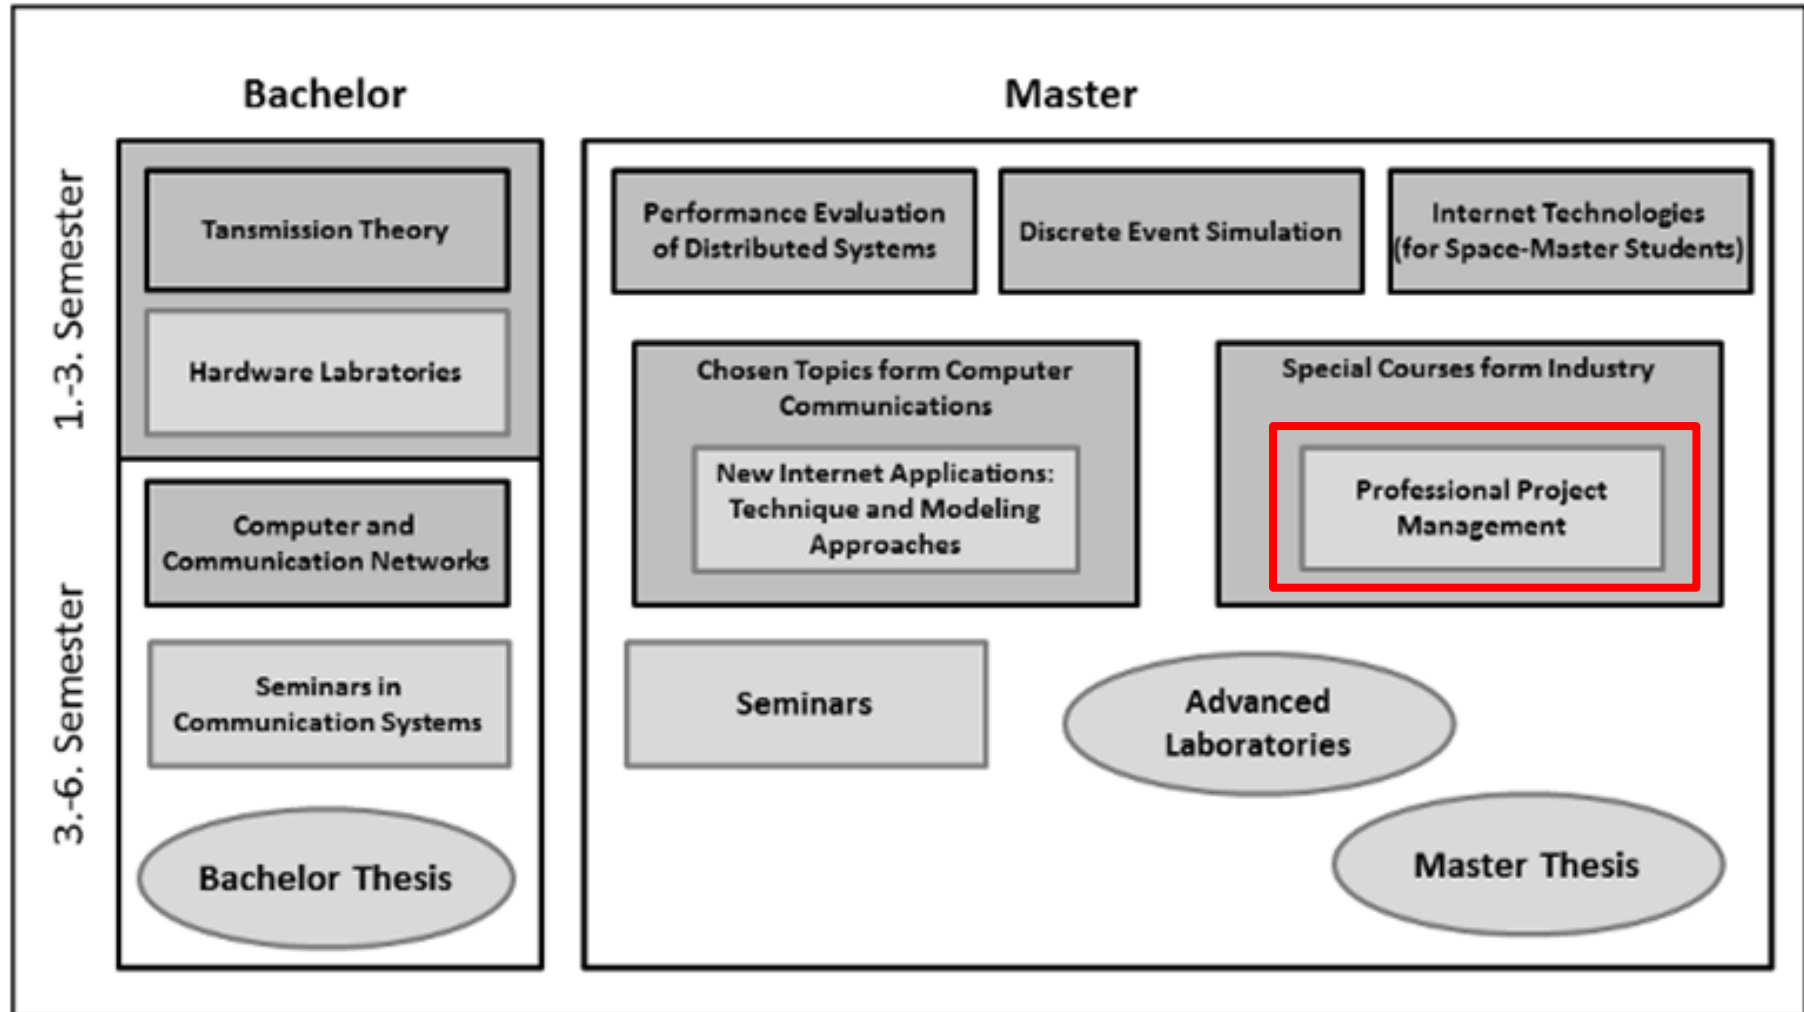 Bachelor
Master
1.-3. Semester
3.-6. Semester
Tansmission Theory
Hardware Labratories
Computer and
Communication Networks
Seminars in
Communication Systems
Bachelor Thesis
Performance Evaluation
of Distributed Systems
Discrete Event Simulation
Internet Technologies
(for Space-Master Students)
Chosen Topics form Computer
Communications
New Internet Applications:
Technique and Modeling
Approaches
Special Courses form Industry
Professional Project
Management
Seminars
Advanced
Laboratories
Master Thesis